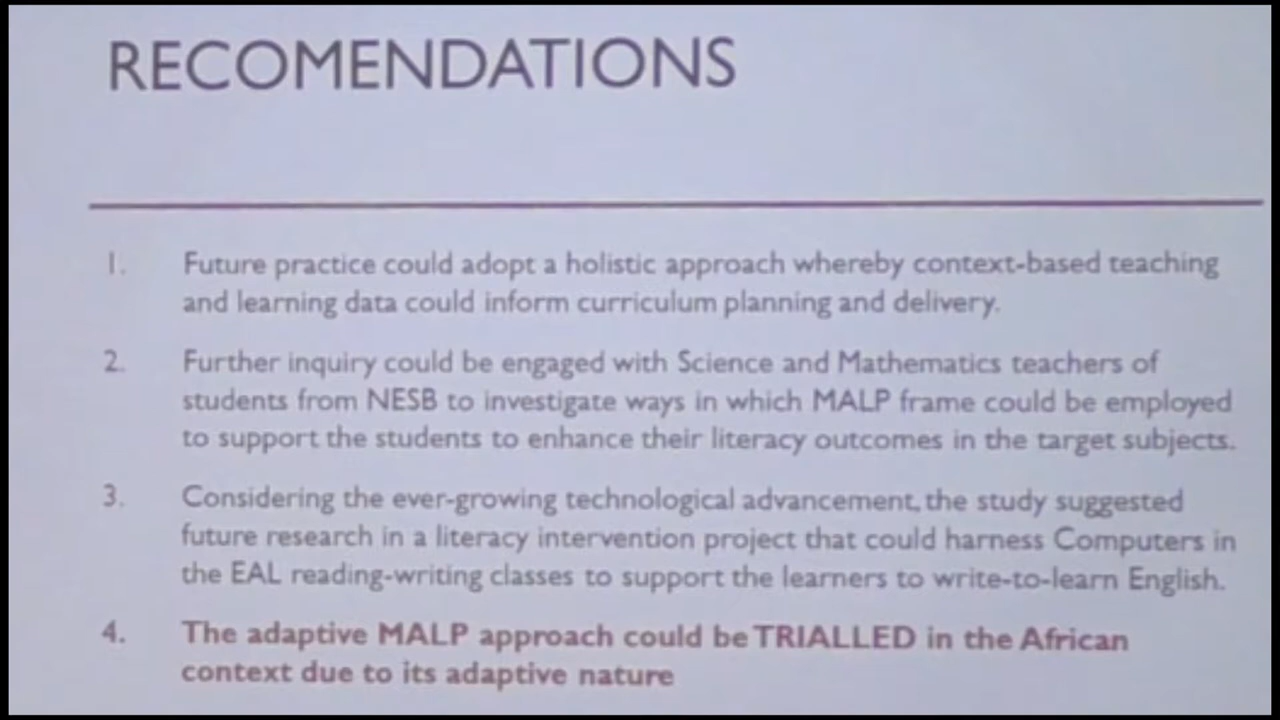 RECOMENDATIONS
1. Future practice could adopt a holistic approach whereby context-based teaching
and learning data could inform curriculum planning and delivery.
2. Further inquiry could be engaged with Science and Mathematics teachers of
students from NESB to investigate ways in which MALP frame could be employed
to support the students to enhance their literacy outcomes in the target subjects.
3. Considering the ever-growing technological advancement, the study suggested
future research in a literacy intervention project that could harness Computers in
the EAL reading-writing classes to support the learners to write-to-learn English.
4. The adaptive MALP approach could be TRIALLED in the African
context due to its adaptive nature